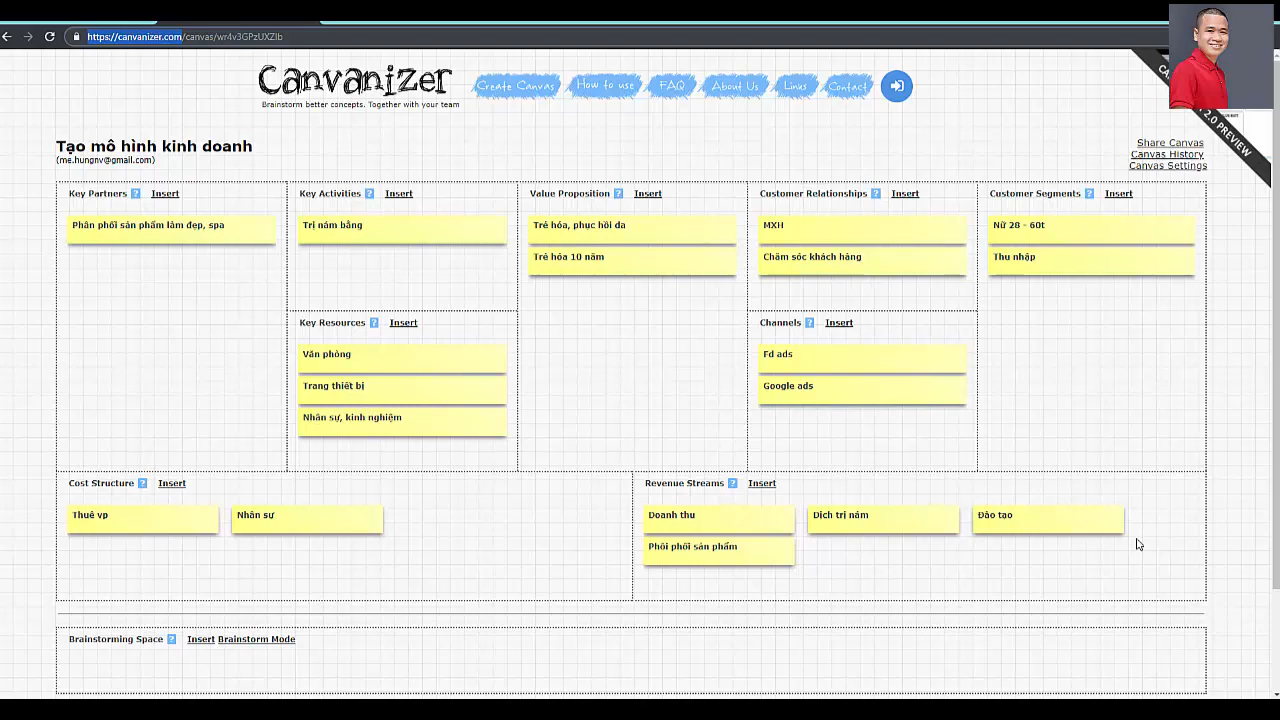 https://canvanizer.com/canvas/wr4v3GPzUXZIb
Canvanizer
Create Canvas
How to use
FAQ
About Us
Links
Contact
Brainstorm better concepts. Together with your team
2.0 PREVIEW
Tạo mô hình kinh doanh
(me.hungnv@gmail.com)
Share Canvas
Canvas History
Canvas Settings
Key Partners ? Insert
Phân phối sản phẩm làm đẹp, spa
Key Activities ? Insert
Trị nám bằng
Key Resources ? Insert
Văn phòng
Trang thiết bị
Nhân sự, kinh nghiệm
Value Proposition ? Insert
Trẻ hóa, phục hồi da
Trẻ hóa 10 năm
Customer Relationships ? Insert
MXH
Chăm sóc khách hàng
Channels ? Insert
Fd ads
Google ads
Customer Segments ? Insert
Nữ 28 - 60t
Thu nhập
Cost Structure ? Insert
Thuê vp
Nhân sự
Revenue Streams ? Insert
Doanh thu
Dịch trị nám
Đào tạo
Phôi phối sản phẩm
Brainstorming Space ? Insert Brainstorm Mode